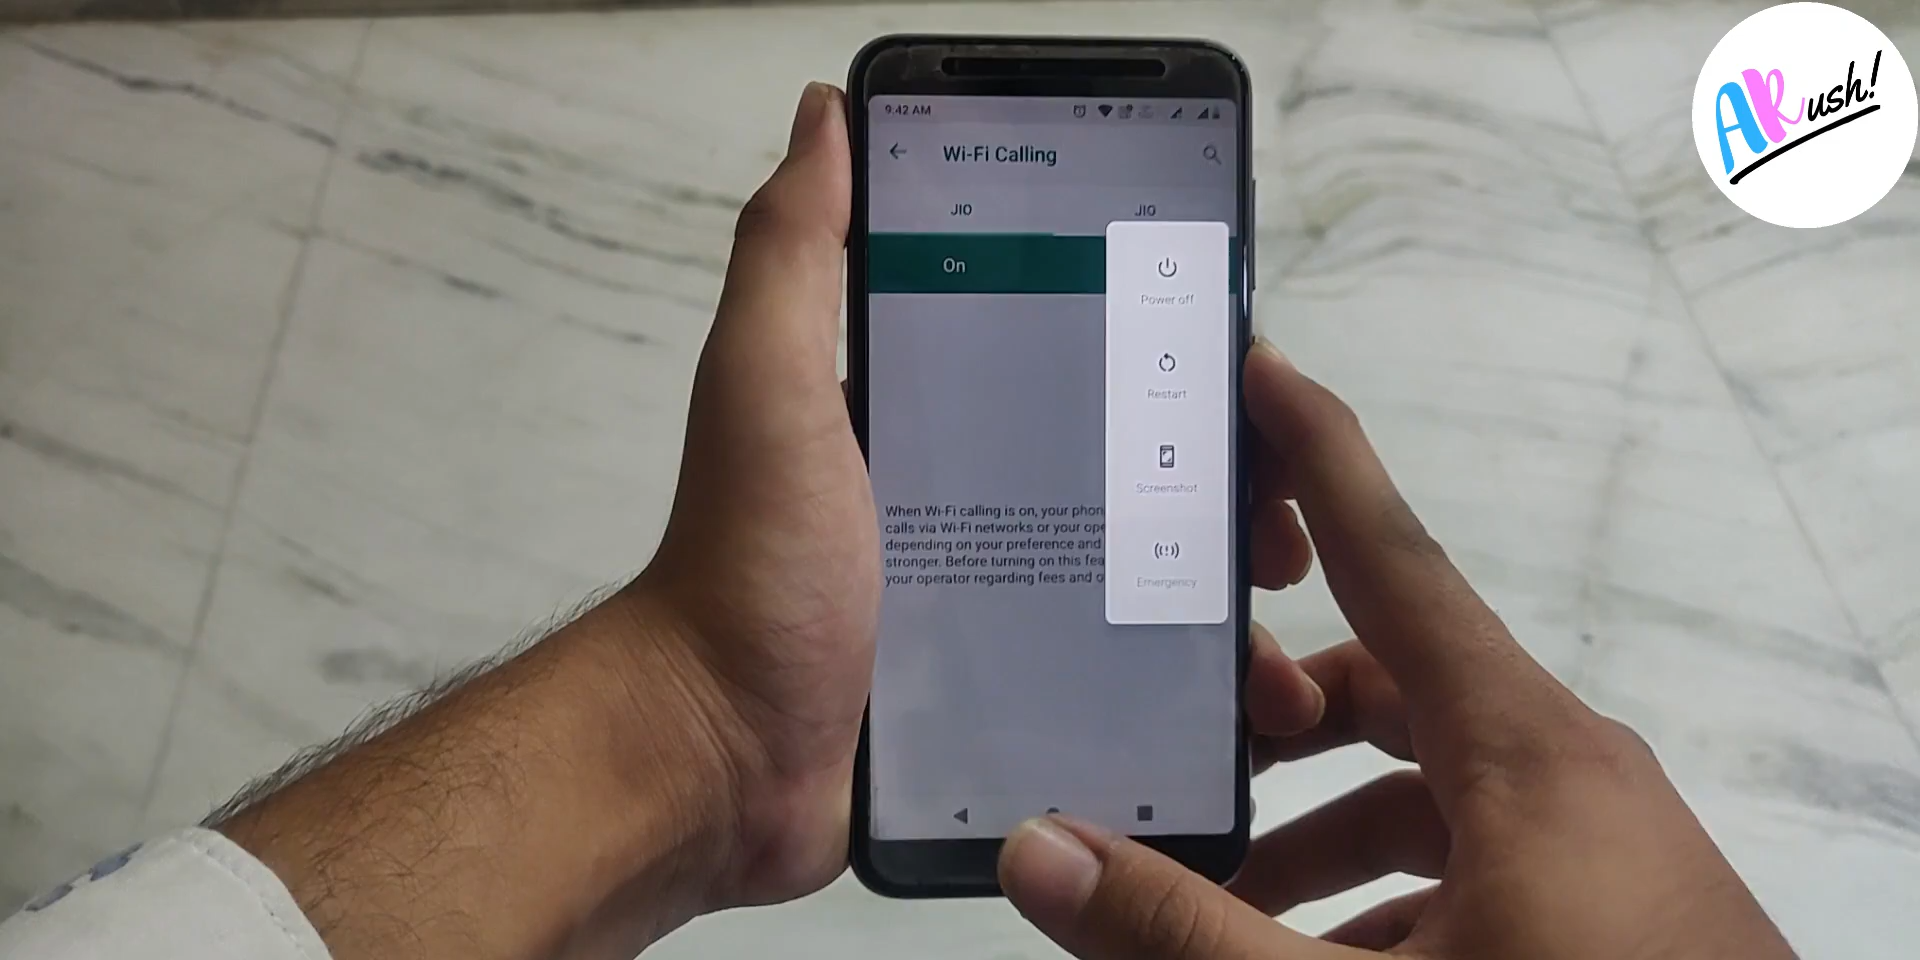 9:42 AM
Wi-Fi Calling
JIO
JIO
On
Power off
Restart
Screenshot
Emergency
When Wi-Fi calling is on, your phon
calls via Wi-Fi networks or your ope
depending on your preference and
stronger. Before turning on this fea
your operator regarding fees and o
ARush!